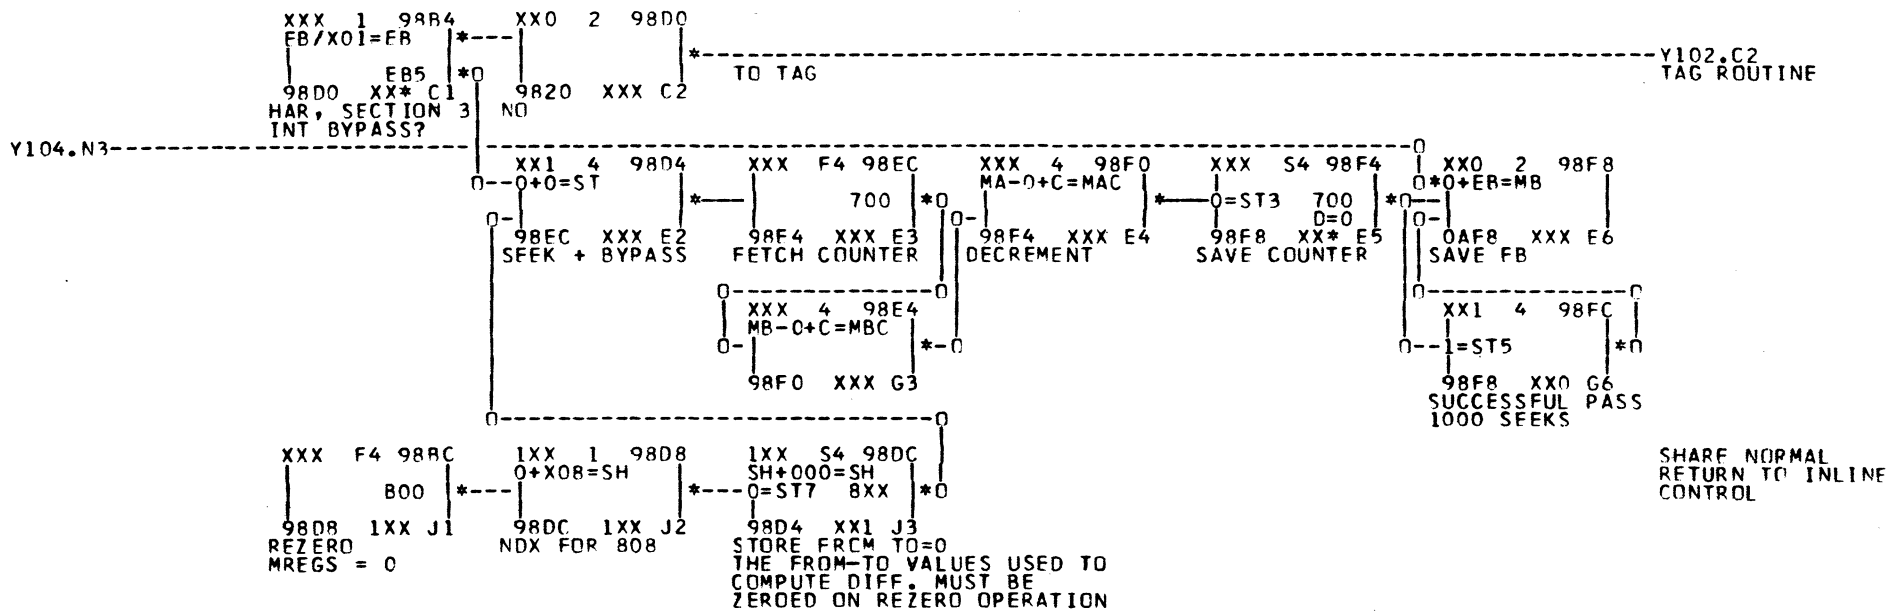 XXX 1 98B4 XX0 2 98D0
EB/X01=EB *--- *--- Y102.C2
EB5 *0 TO TAG TAG ROUTINE
98D0 XX* C1 9820 XXX C2
HAR, SECTION 3 NO
INT BYPASS?
Y104.N3
XX1 4 98D4 XXX F4 98EC XXX 4 98F0 XXX S4 98F4 XX0 2 98F8
0+0=ST MA-0+C=MAC *0+EB=MB
700 *0 0=ST3 700 *0
D=0
98EC XXX E2 98E4 XXX E3 98F4 XXX E4 98F8 XX* E5 0AF8 XXX E6
SEEK + BYPASS FETCH COUNTER DECREMENT SAVE COUNTER SAVE FB
XXX 4 98E4 XX1 4 98FC
MB-0+C=MBC
1=ST5 *0
98F0 XXX G3 98F8 XX0 G6
SUCCESSFUL PASS
1000 SEEKS
XXX F4 98BC 1XX 1 98D8 1XX S4 98DC SHARE NORMAL
0+X08=SH SH+000=SH RETURN TO INLINE
B00 *--- *---0=ST7 8XX *0 CONTROL
98D8 1XX J1 98DC 1XX J2 98D4 XX1 J3
REZERO NDX FOR 808 STORE FRCM TO=0
MREGS = 0 THE FROM-TO VALUES USED TO
COMPUTE DIFF. MUST BE
ZEROED ON REZERO OPERATION